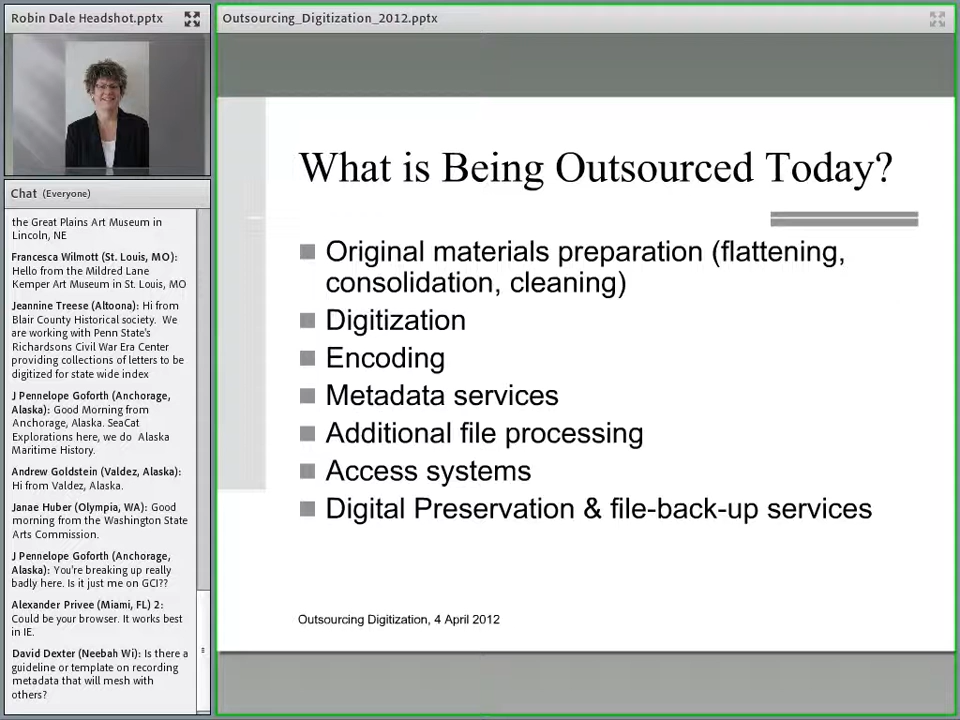 Robin Dale Headshot.pptx
Chat (Everyone)
the Great Plains Art Museum in
Lincoln, NE
Francesca Wilmott (St. Louis, MO):
Hello from the Mildred Lane
Kemper Art Museum in St. Louis, MO
Jeannine Treese (Altoona): Hi from
Blair County Historical society. We
are working with Penn State's
Richardsons Civil War Era Center
providing collections of letters to be
digitized for state wide index
J Pennelope Goforth (Anchorage,
Alaska): Good Morning from
Anchorage, Alaska. SeaCat
Explorations here, we do Alaska
Maritime History.
Andrew Goldstein (Valdez, Alaska):
Hi from Valdez, Alaska.
Janae Huber (Olympia, WA): Good
morning from the Washington State
Arts Commission.
J Pennelope Goforth (Anchorage,
Alaska): You're breaking up really
badly here. Is it just me on GCI??
Alexander Privee (Miami, FL) 2:
Could be your browser. It works best
in IE.
David Dexter (Neebah Wi): Is there a
guideline or template on recording
metadata that will mesh with
others?
Outsourcing_Digitization_2012.pptx
What is Being Outsourced Today?
Original materials preparation (flattening,
consolidation, cleaning)
Digitization
Encoding
Metadata services
Additional file processing
Access systems
Digital Preservation & file-back-up services
Outsourcing Digitization, 4 April 2012